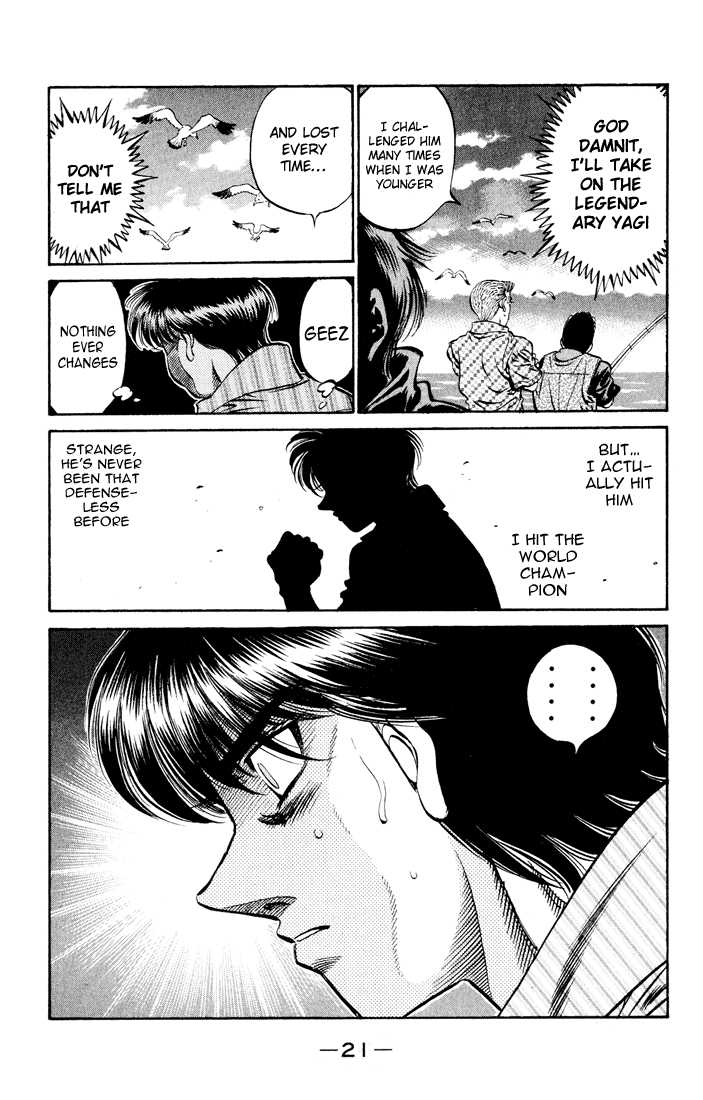 GOD
DAMNIT,
I'LL TAKE
ON THE
LEGEND-
ARY YAGI
I CHAL-
LENGED HIM
MANY TIMES
WHEN I WAS
YOUNGER
AND LOST
EVERY
TIME...
DON'T
TELL ME
THAT
GEEZ
NOTHING
EVER
CHANGES
BUT...
I ACTU-
ALLY HIT
HIM
I HIT THE
WORLD
CHAM-
PION
STRANGE,
HE'S NEVER
BEEN THAT
DEFENSE-
LESS
BEFORE
—21—